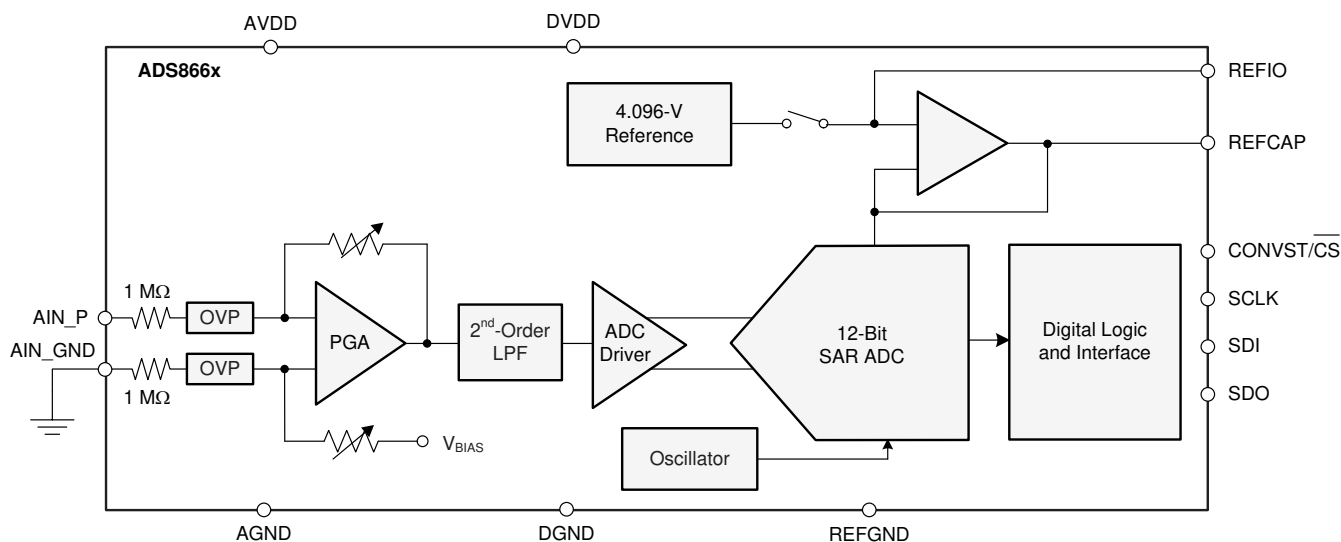 AVDD
DVDD
ADS866x
REFIO
4.096-V
Reference
REFCAP
CONVST/C̅S̅
1 MΩ
AIN_P
OVP
SCLK
PGA
2nd-Order
LPF
ADC
Driver
12-Bit
SAR ADC
Digital Logic
and Interface
SDI
AIN_GND
OVP
1 MΩ
SDO
VBIAS
Oscillator
AGND
DGND
REFGND